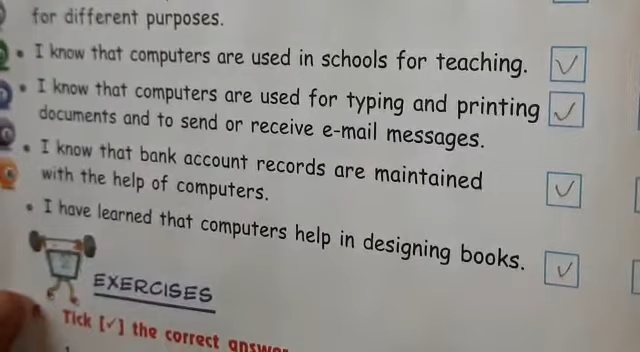 for different purposes.
• I know that computers are used in schools for teaching.
• I know that computers are used for typing and printing
documents and to send or receive e-mail messages.
• I know that bank account records are maintained
with the help of computers.
• I have learned that computers help in designing books.
EXERCISES
Tick [✓] the correct answer